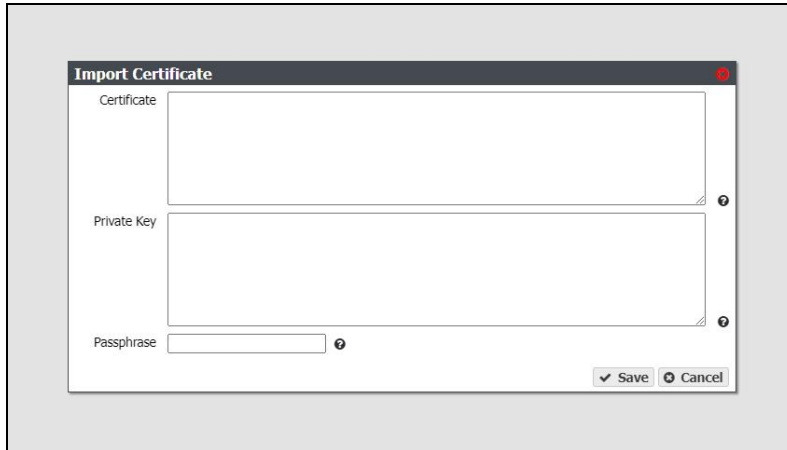 Import Certificate
Certificate
Private Key
Passphrase
Save Cancel